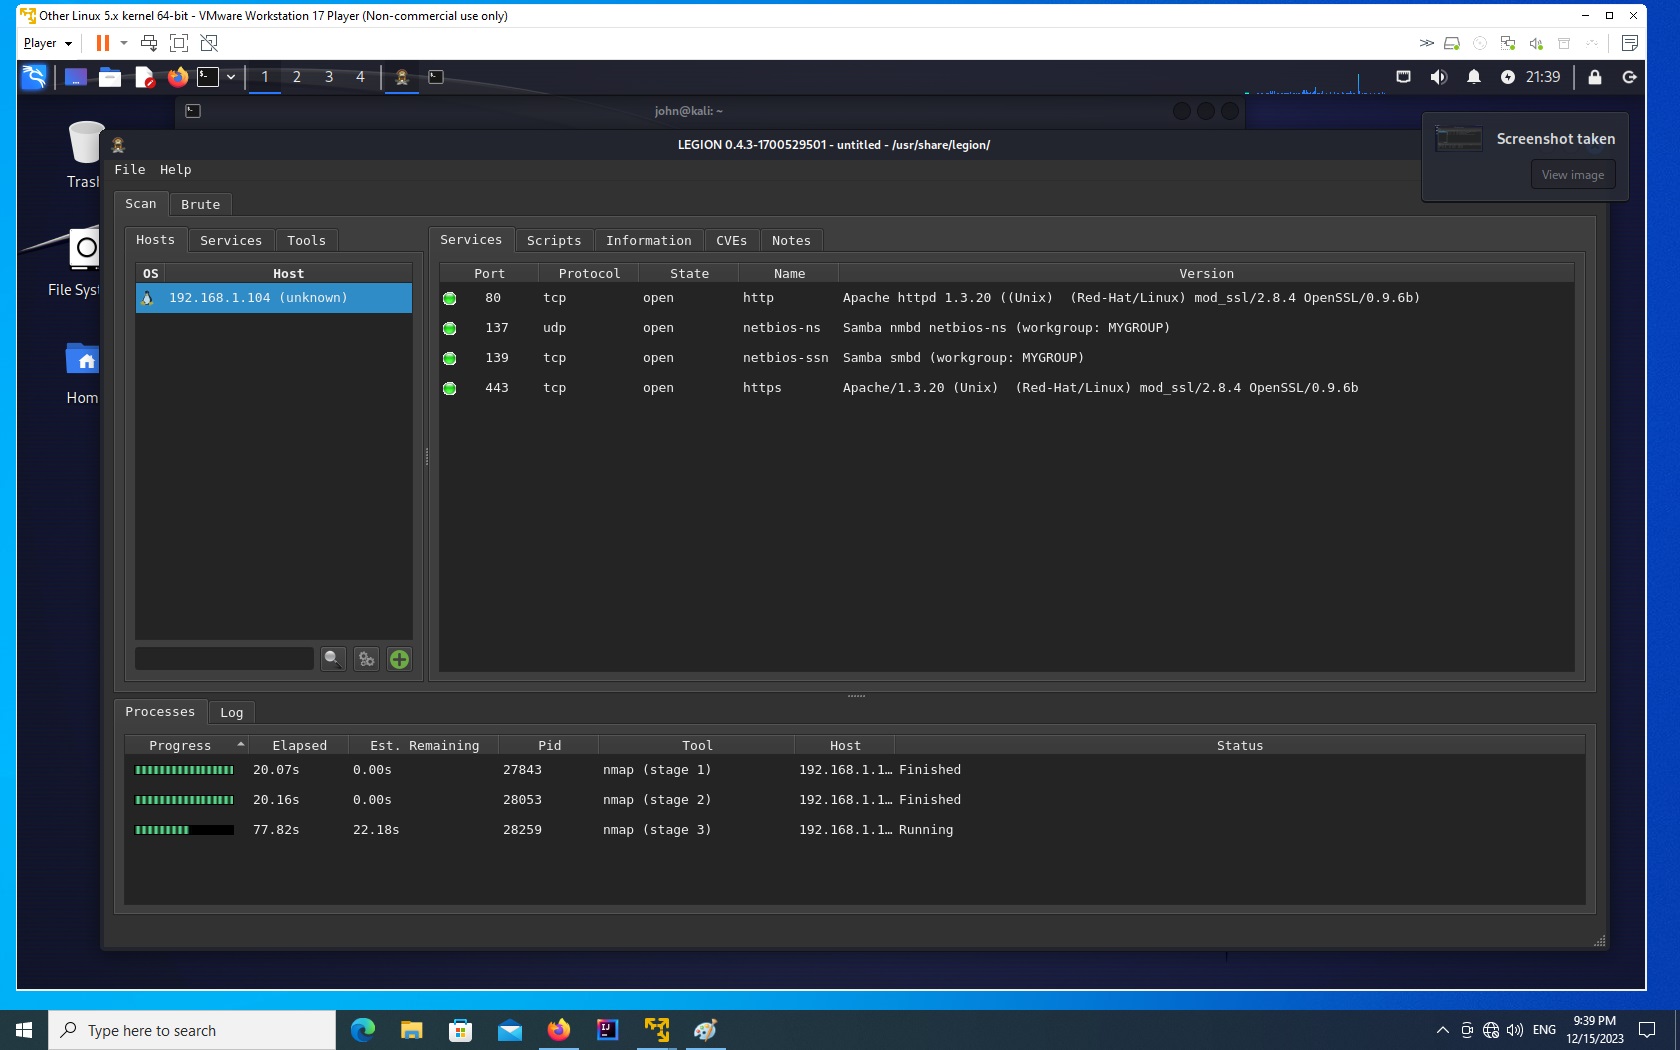 Other Linux 5.x kernel 64-bit - VMware Workstation 17 Player (Non-commercial use only)
Player
1 2 3 4
21:39
john@kali: ~
Screenshot taken
View image
LEGION 0.4.3-1700529501 - untitled - /usr/share/legion/
File Help
Trash
File Syst
Hom
Scan Brute
Hosts Services Tools
Services Scripts Information CVEs Notes
OS Host
192.168.1.104 (unknown)
Port Protocol State Name Version
80 tcp open http Apache httpd 1.3.20 ((Unix)  (Red-Hat/Linux) mod_ssl/2.8.4 OpenSSL/0.9.6b)
137 udp open netbios-ns Samba nmbd netbios-ns (workgroup: MYGROUP)
139 tcp open netbios-ssn Samba smbd (workgroup: MYGROUP)
443 tcp open https Apache/1.3.20 (Unix)  (Red-Hat/Linux) mod_ssl/2.8.4 OpenSSL/0.9.6b
Processes Log
Progress Elapsed Est. Remaining Pid Tool Host Status
20.07s 0.00s 27843 nmap (stage 1) 192.168.1.1… Finished
20.16s 0.00s 28053 nmap (stage 2) 192.168.1.1… Finished
77.82s 22.18s 28259 nmap (stage 3) 192.168.1.1… Running
Type here to search
IJ
ENG
9:39 PM
12/15/2023